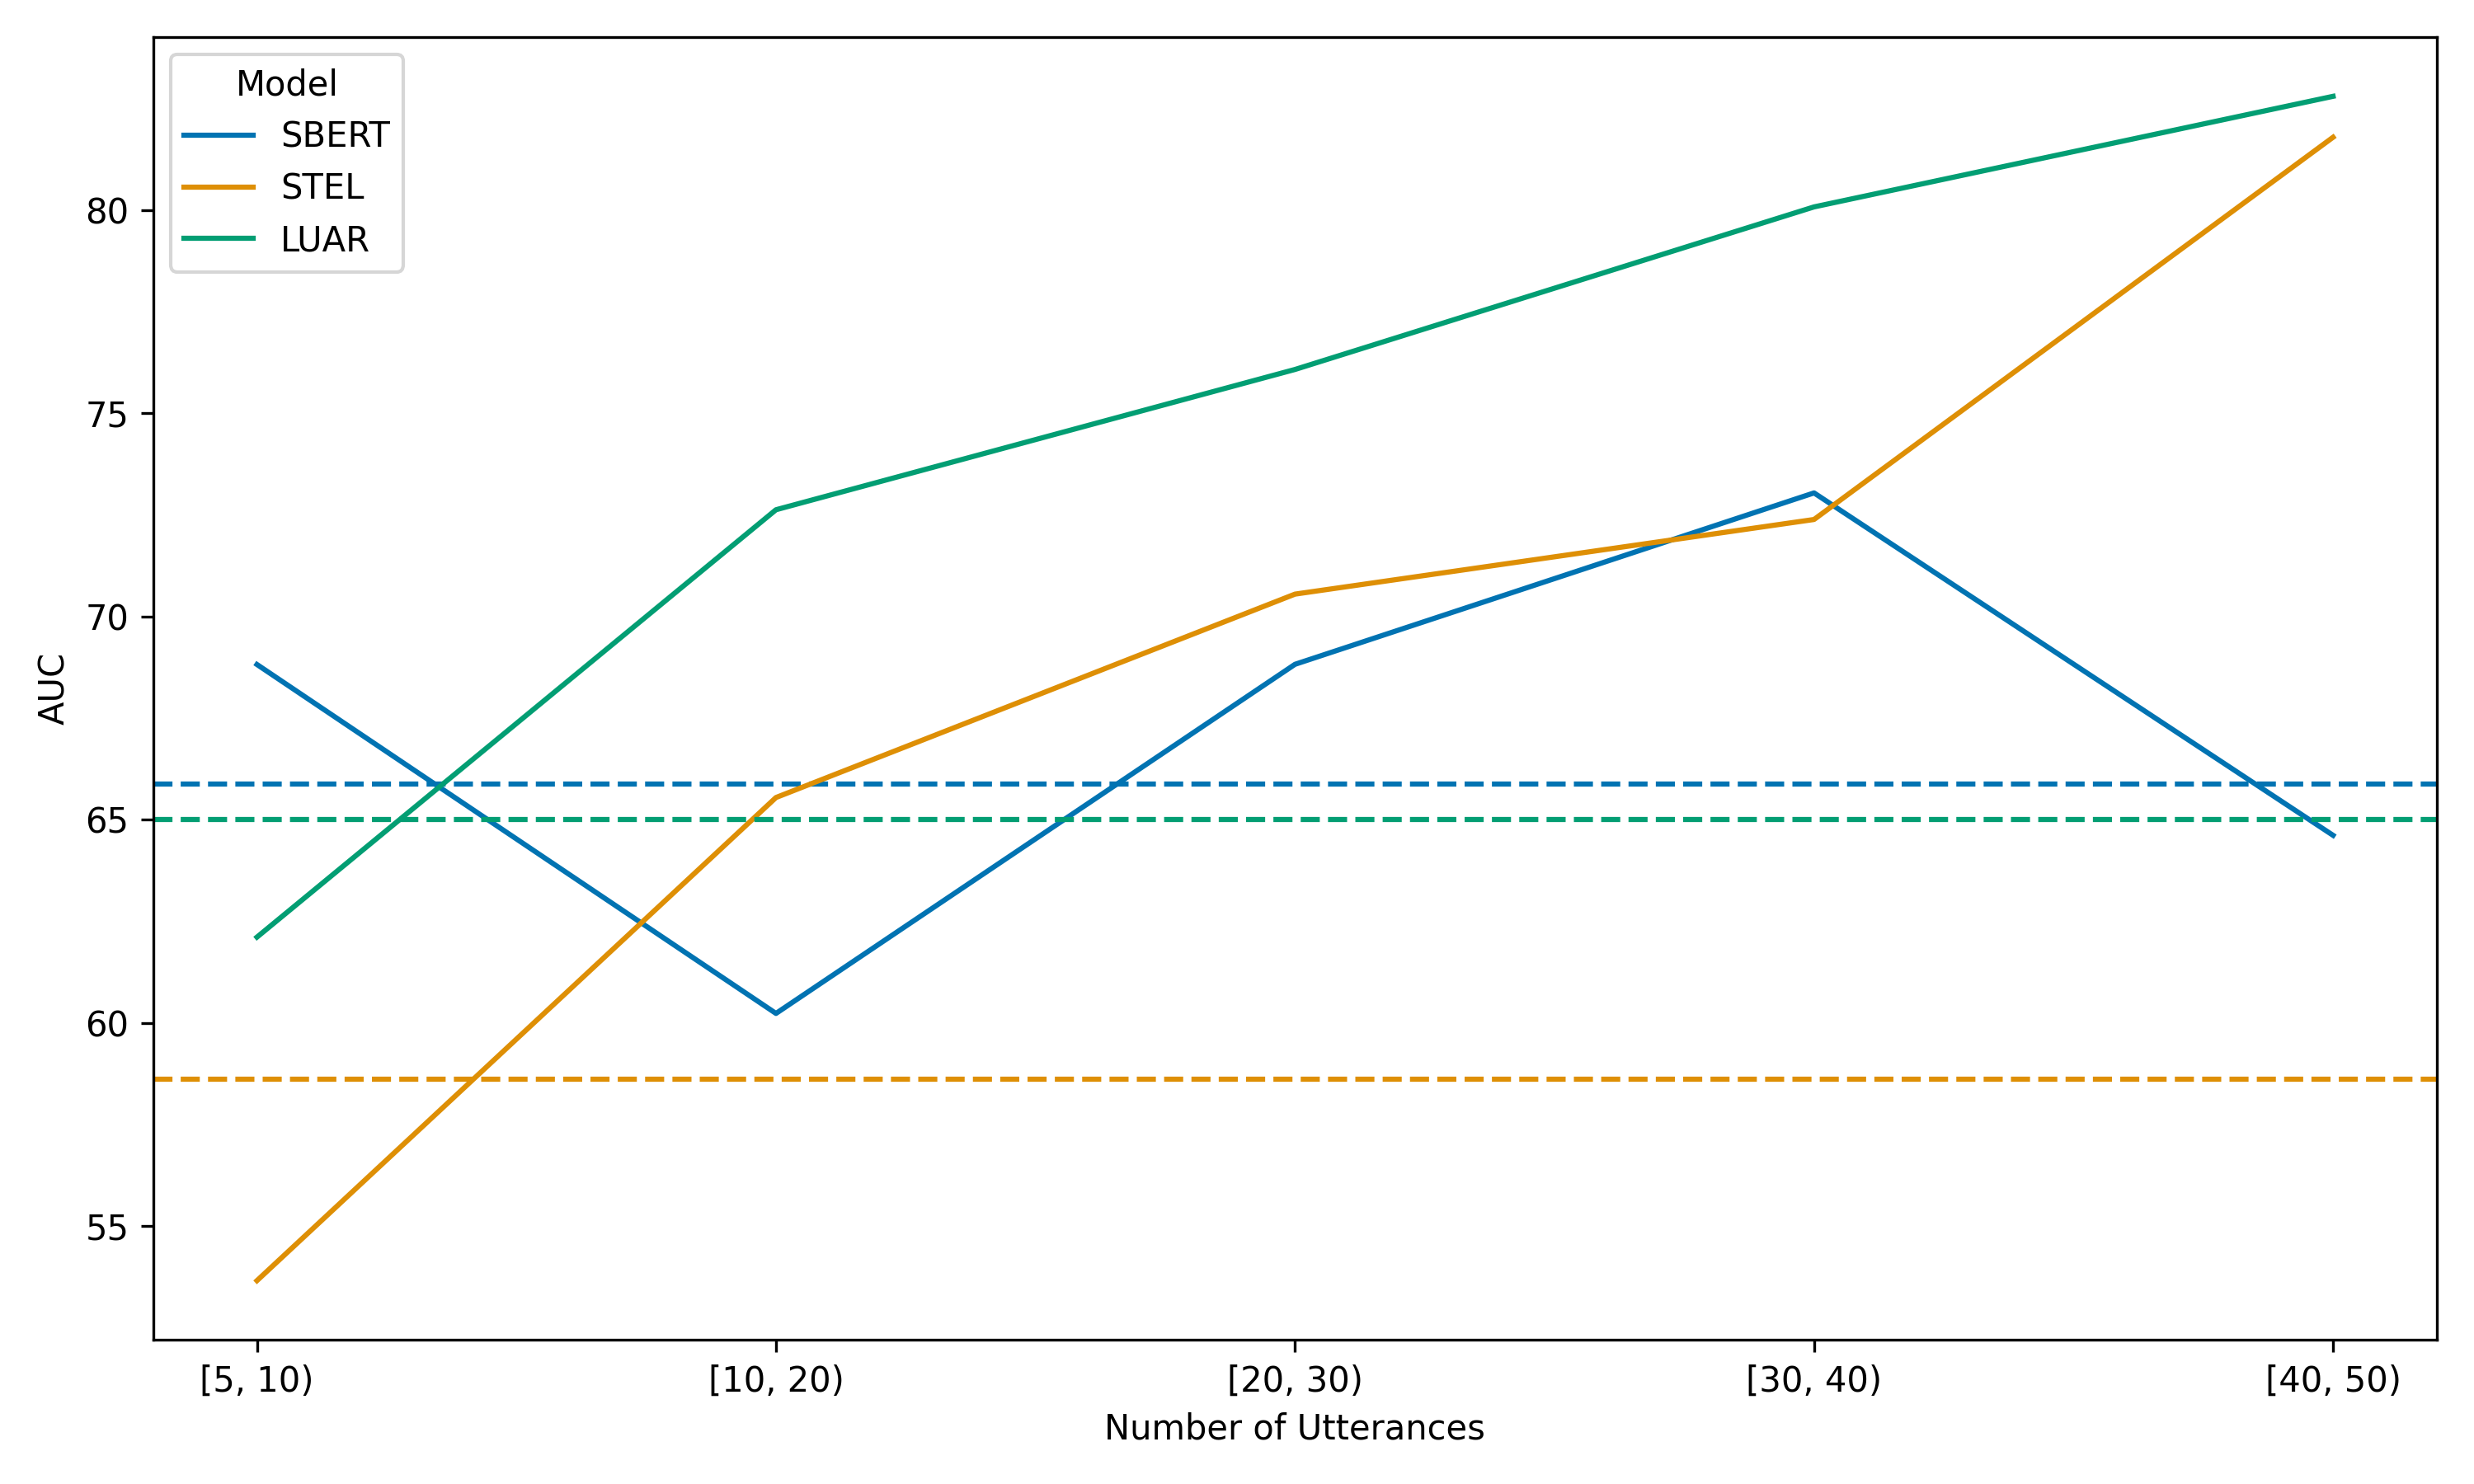 Model
SBERT
STEL
LUAR
80
75
70
65
60
55
AUC
[5, 10)
[10, 20)
[20, 30)
[30, 40)
[40, 50)
Number of Utterances